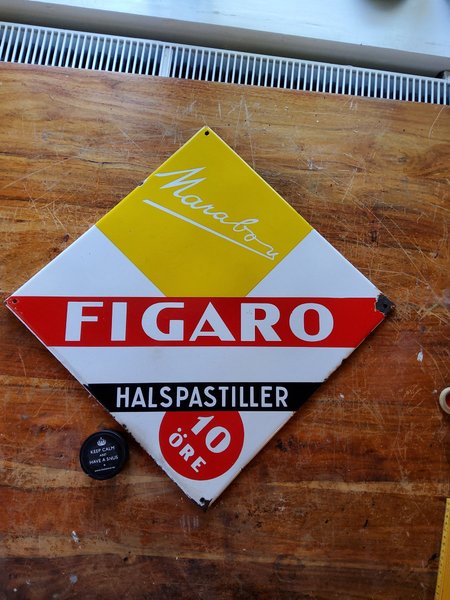 Marabou
FIGARO
HALSPASTILLER
10
ÖRE
KEEP CALM
AND
HAVE A SNUS